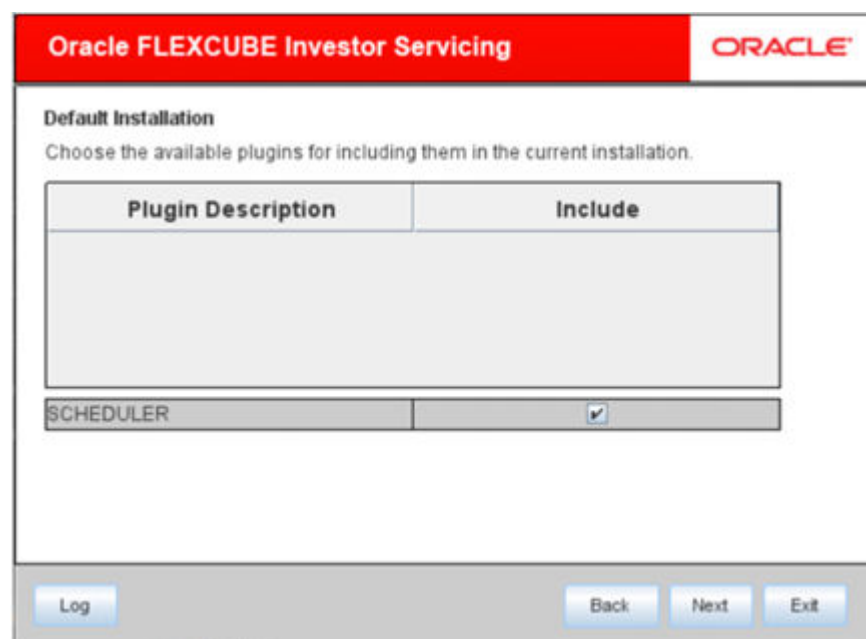 Oracle FLEXCUBE Investor Servicing
ORACLE®
Default Installation
Choose the available plugins for including them in the current installation.
Plugin Description Include
SCHEDULER
Log Back Next Exit